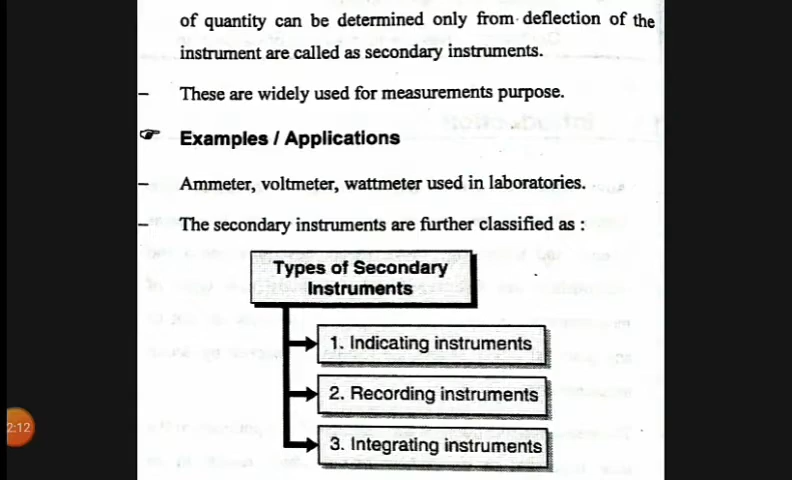 of quantity can be determined only from deflection of the
instrument are called as secondary instruments.
– These are widely used for measurements purpose.
☞ Examples / Applications
– Ammeter, voltmeter, wattmeter used in laboratories.
– The secondary instruments are further classified as :
Types of Secondary
Instruments
1. Indicating instruments
2. Recording instruments
3. Integrating instruments
2:12